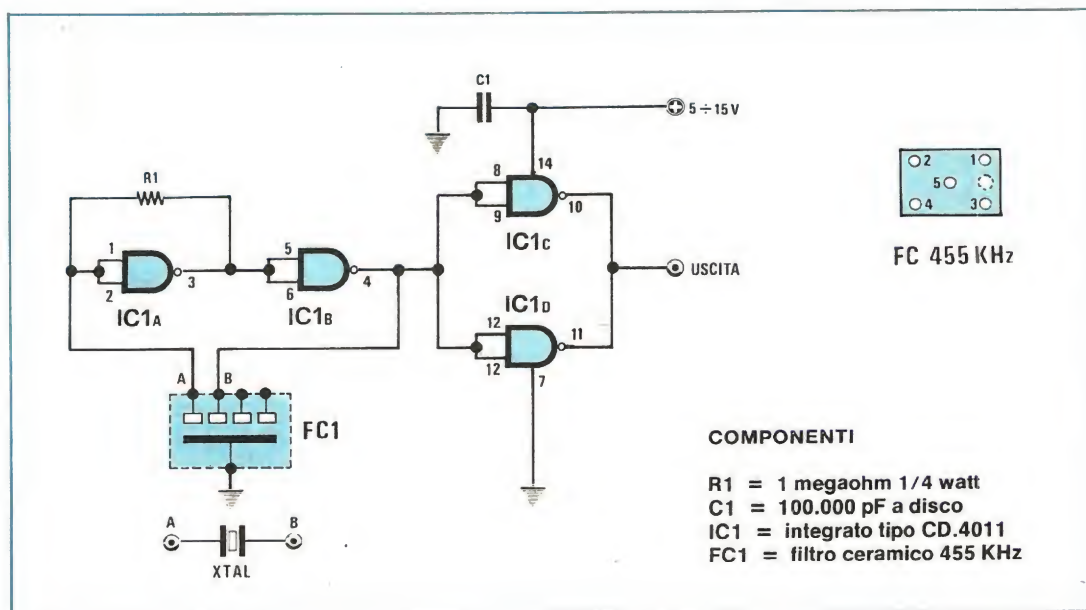 C1
5 ÷ 15 V
14
R1
8
9
10
IC1C
2
1
5
4
3
FC 455 KHz
1
2
3
IC1A
5
6
4
IC1B
USCITA
IC1D
12
12
11
7
A
B
FC1
A
B
XTAL
COMPONENTI
R1 = 1 megaohm 1/4 watt
C1 = 100.000 pF a disco
IC1 = integrato tipo CD.4011
FC1 = filtro ceramico 455 KHz